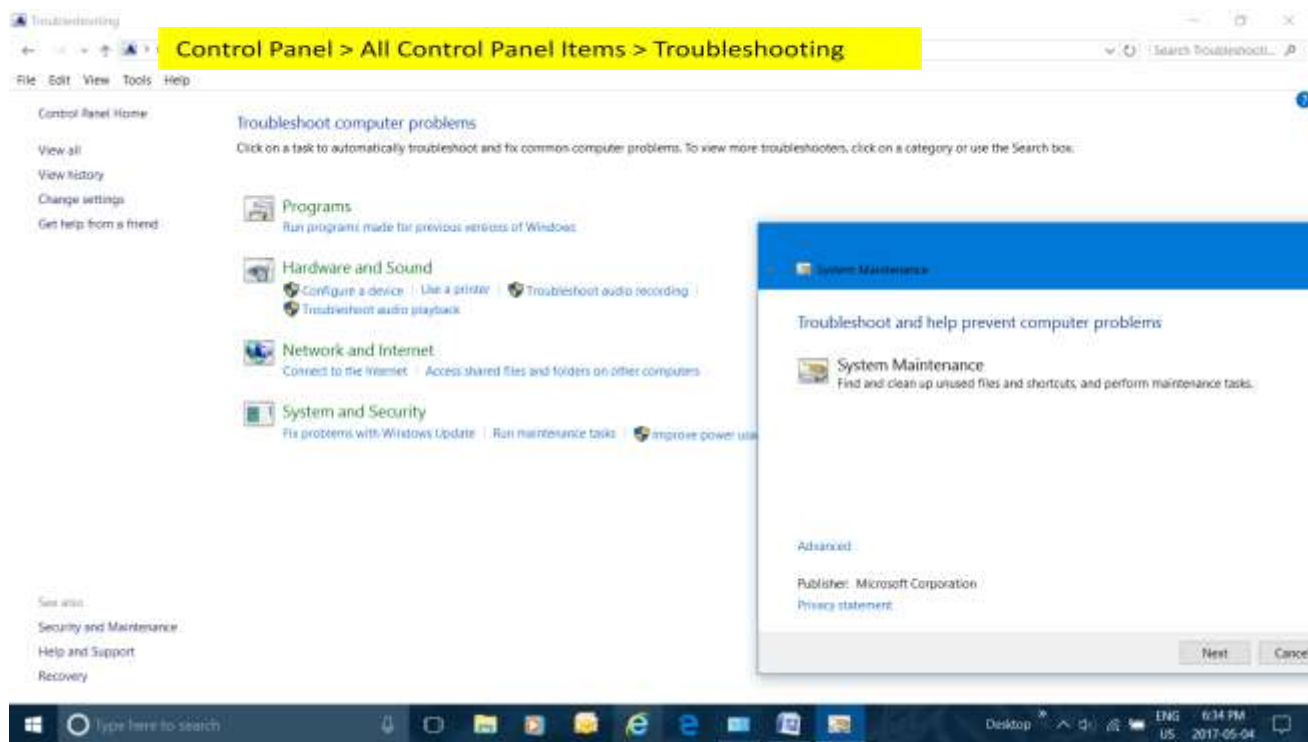 Troubleshooting
Control Panel > All Control Panel Items > Troubleshooting
Search Troubleshooti...
File Edit View Tools Help
Control Panel Home
View all
View history
Change settings
Get help from a friend
Troubleshoot computer problems
Click on a task to automatically troubleshoot and fix common computer problems. To view more troubleshooters, click on a category or use the Search box.
Programs
Run programs made for previous versions of Windows
Hardware and Sound
Configure a device Use a printer Troubleshoot audio recording
Troubleshoot audio playback
Network and Internet
Connect to the Internet Access shared files and folders on other computers
System and Security
Fix problems with Windows Update Run maintenance tasks Improve power usa
See also
Security and Maintenance
Help and Support
Recovery
System Maintenance
Troubleshoot and help prevent computer problems
System Maintenance
Find and clean up unused files and shortcuts, and perform maintenance tasks.
Advanced
Publisher: Microsoft Corporation
Privacy statement
Next Cance
Type here to search
Desktop
ENG 6:34 PM
US 2017-05-04